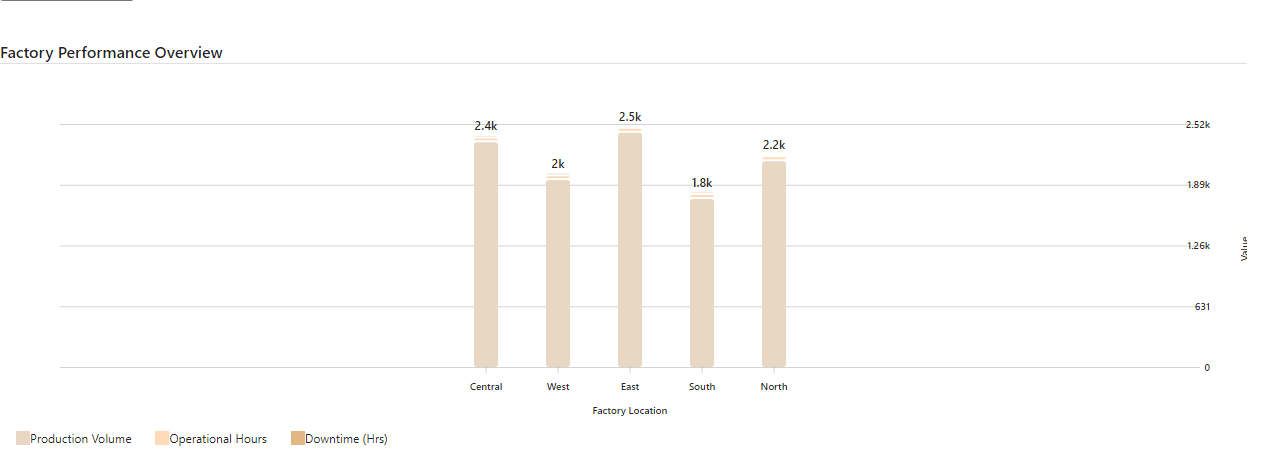 Factory Performance Overview
2.4k
2k
2.5k
1.8k
2.2k
2.52k
1.89k
1.26k
631
0
Value
Central West East South North
Factory Location
Production Volume Operational Hours Downtime (Hrs)